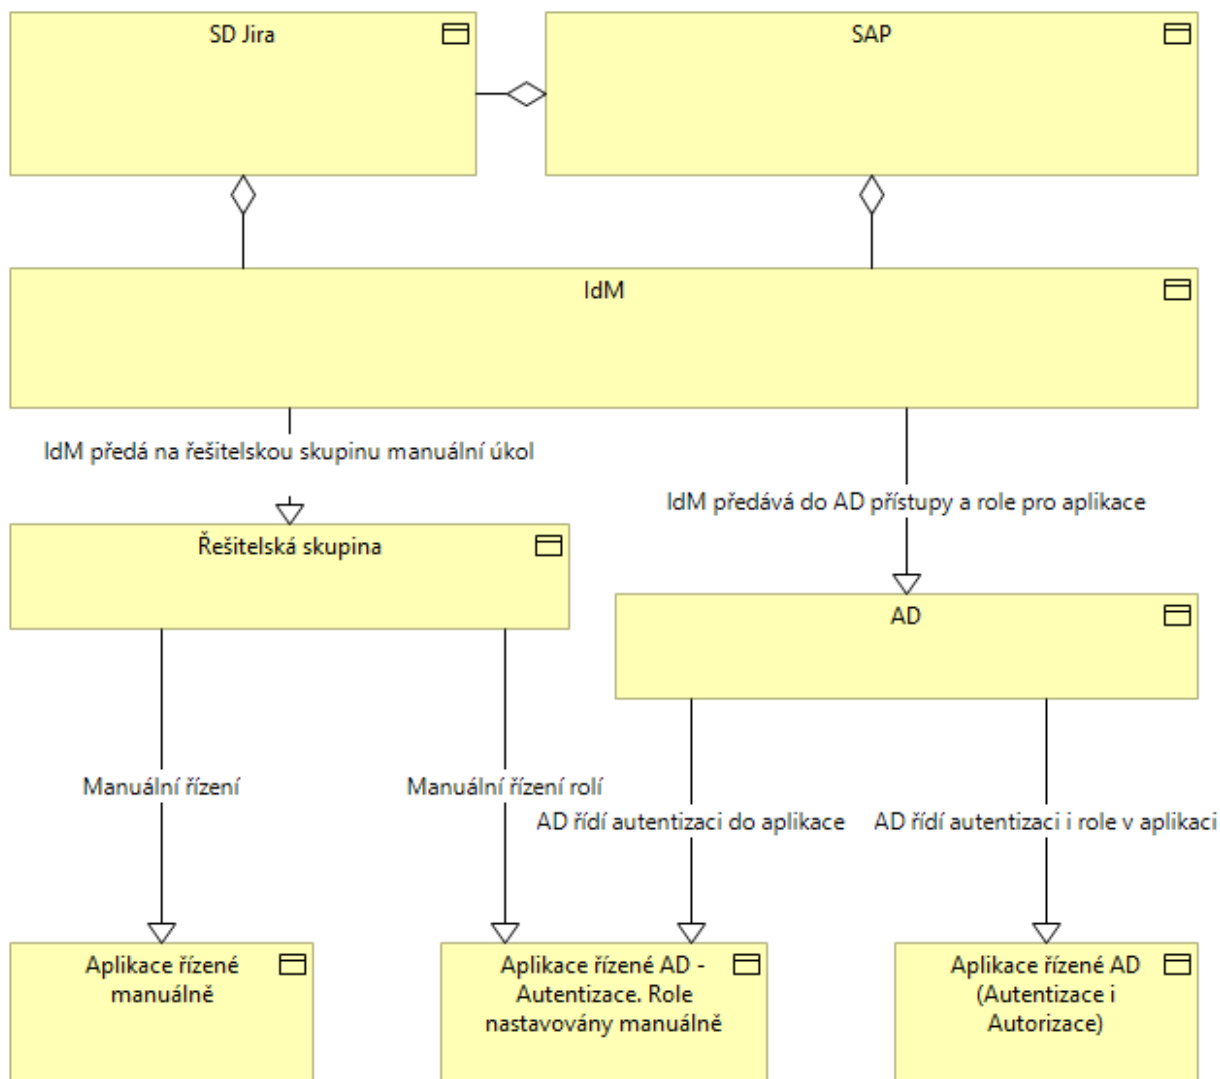 SD Jira
SAP
IdM
IdM předá na řešitelskou skupinu manuální úkol
IdM předává do AD přístupy a role pro aplikace
Řešitelská skupina
AD
Manuální řízení
Manuální řízení rolí
AD řídí autentizaci do aplikace
AD řídí autentizaci i role v aplikaci
Aplikace řízené
manuálně
Aplikace řízené AD -
Autentizace. Role
nastavovány manuálně
Aplikace řízené AD
(Autentizace i
Autorizace)